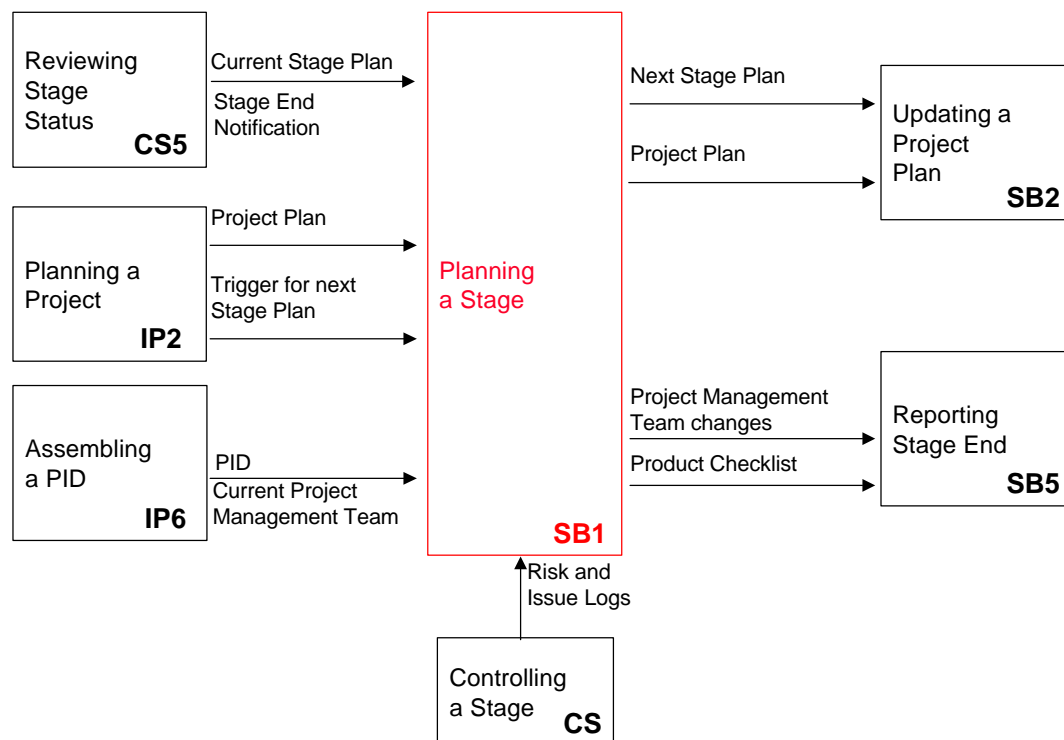 Reviewing
Stage
Status
CS5
Current Stage Plan
Stage End
Notification
Planning a
Project
IP2
Project Plan
Trigger for next
Stage Plan
Assembling
a PID
IP6
PID
Current Project
Management Team
Planning
a Stage
SB1
Risk and
Issue Logs
Controlling
a Stage
CS
Next Stage Plan
Project Plan
Updating a
Project
Plan
SB2
Project Management
Team changes
Product Checklist
Reporting
Stage End
SB5